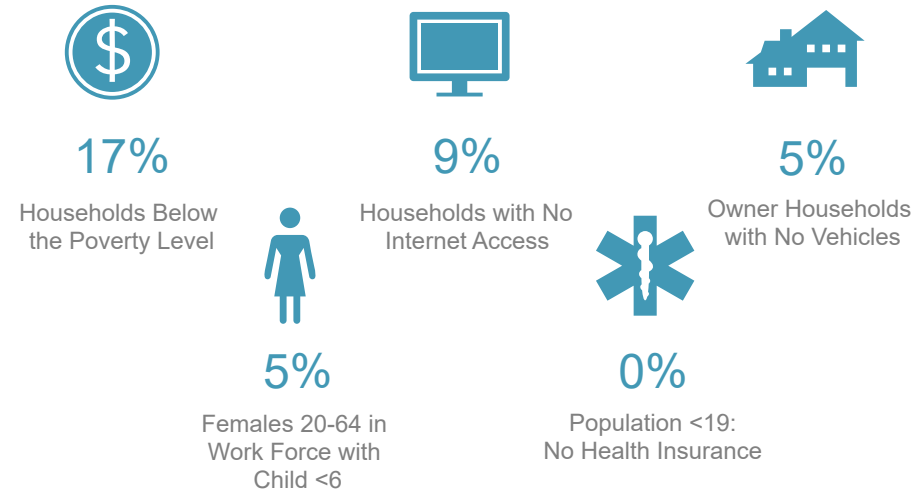 $
17%
Households Below
the Poverty Level
9%
Households with No
Internet Access
5%
Owner Households
with No Vehicles
5%
Females 20-64 in
Work Force with
Child <6
0%
Population <19:
No Health Insurance